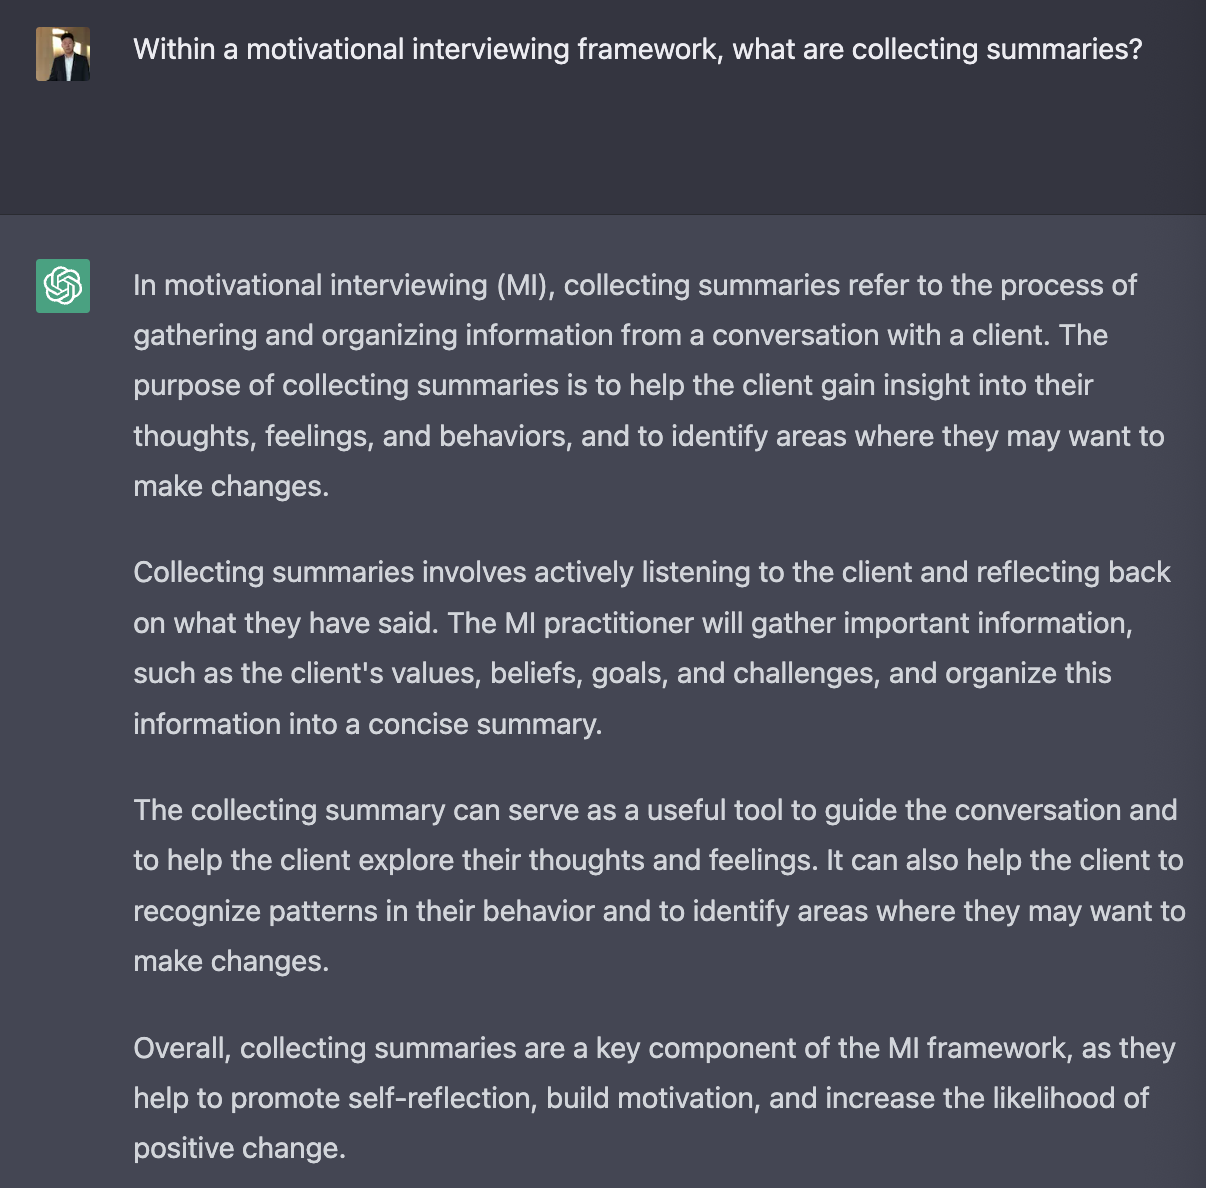 Within a motivational interviewing framework, what are collecting summaries?
In motivational interviewing (MI), collecting summaries refer to the process of
gathering and organizing information from a conversation with a client. The
purpose of collecting summaries is to help the client gain insight into their
thoughts, feelings, and behaviors, and to identify areas where they may want to
make changes.
Collecting summaries involves actively listening to the client and reflecting back
on what they have said. The MI practitioner will gather important information,
such as the client's values, beliefs, goals, and challenges, and organize this
information into a concise summary.
The collecting summary can serve as a useful tool to guide the conversation and
to help the client explore their thoughts and feelings. It can also help the client to
recognize patterns in their behavior and to identify areas where they may want to
make changes.
Overall, collecting summaries are a key component of the MI framework, as they
help to promote self-reflection, build motivation, and increase the likelihood of
positive change.